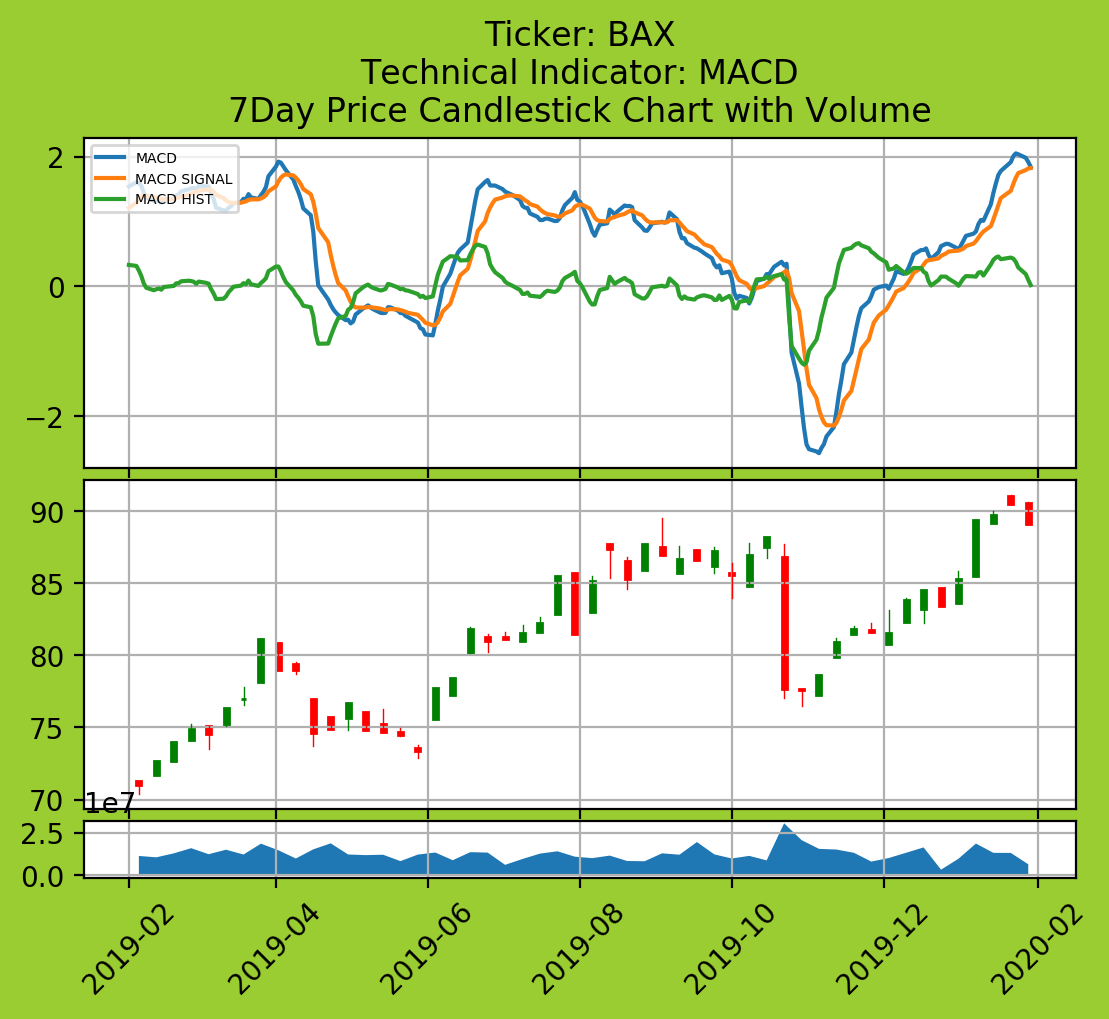 Ticker: BAX
Technical Indicator: MACD
7Day Price Candlestick Chart with Volume
MACD
MACD SIGNAL
MACD HIST
2
0
−2
90
85
80
75
70
1e7
2.5
0.0
2019-02
2019-04
2019-06
2019-08
2019-10
2019-12
2020-02